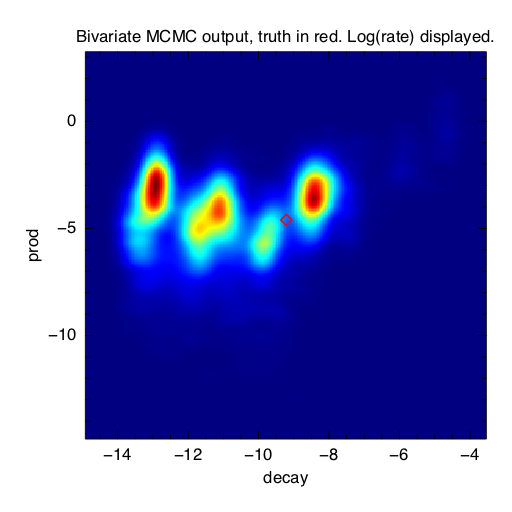 Bivariate MCMC output, truth in red. Log(rate) displayed.
0
−5
−10
prod
−14 −12 −10 −8 −6 −4
decay